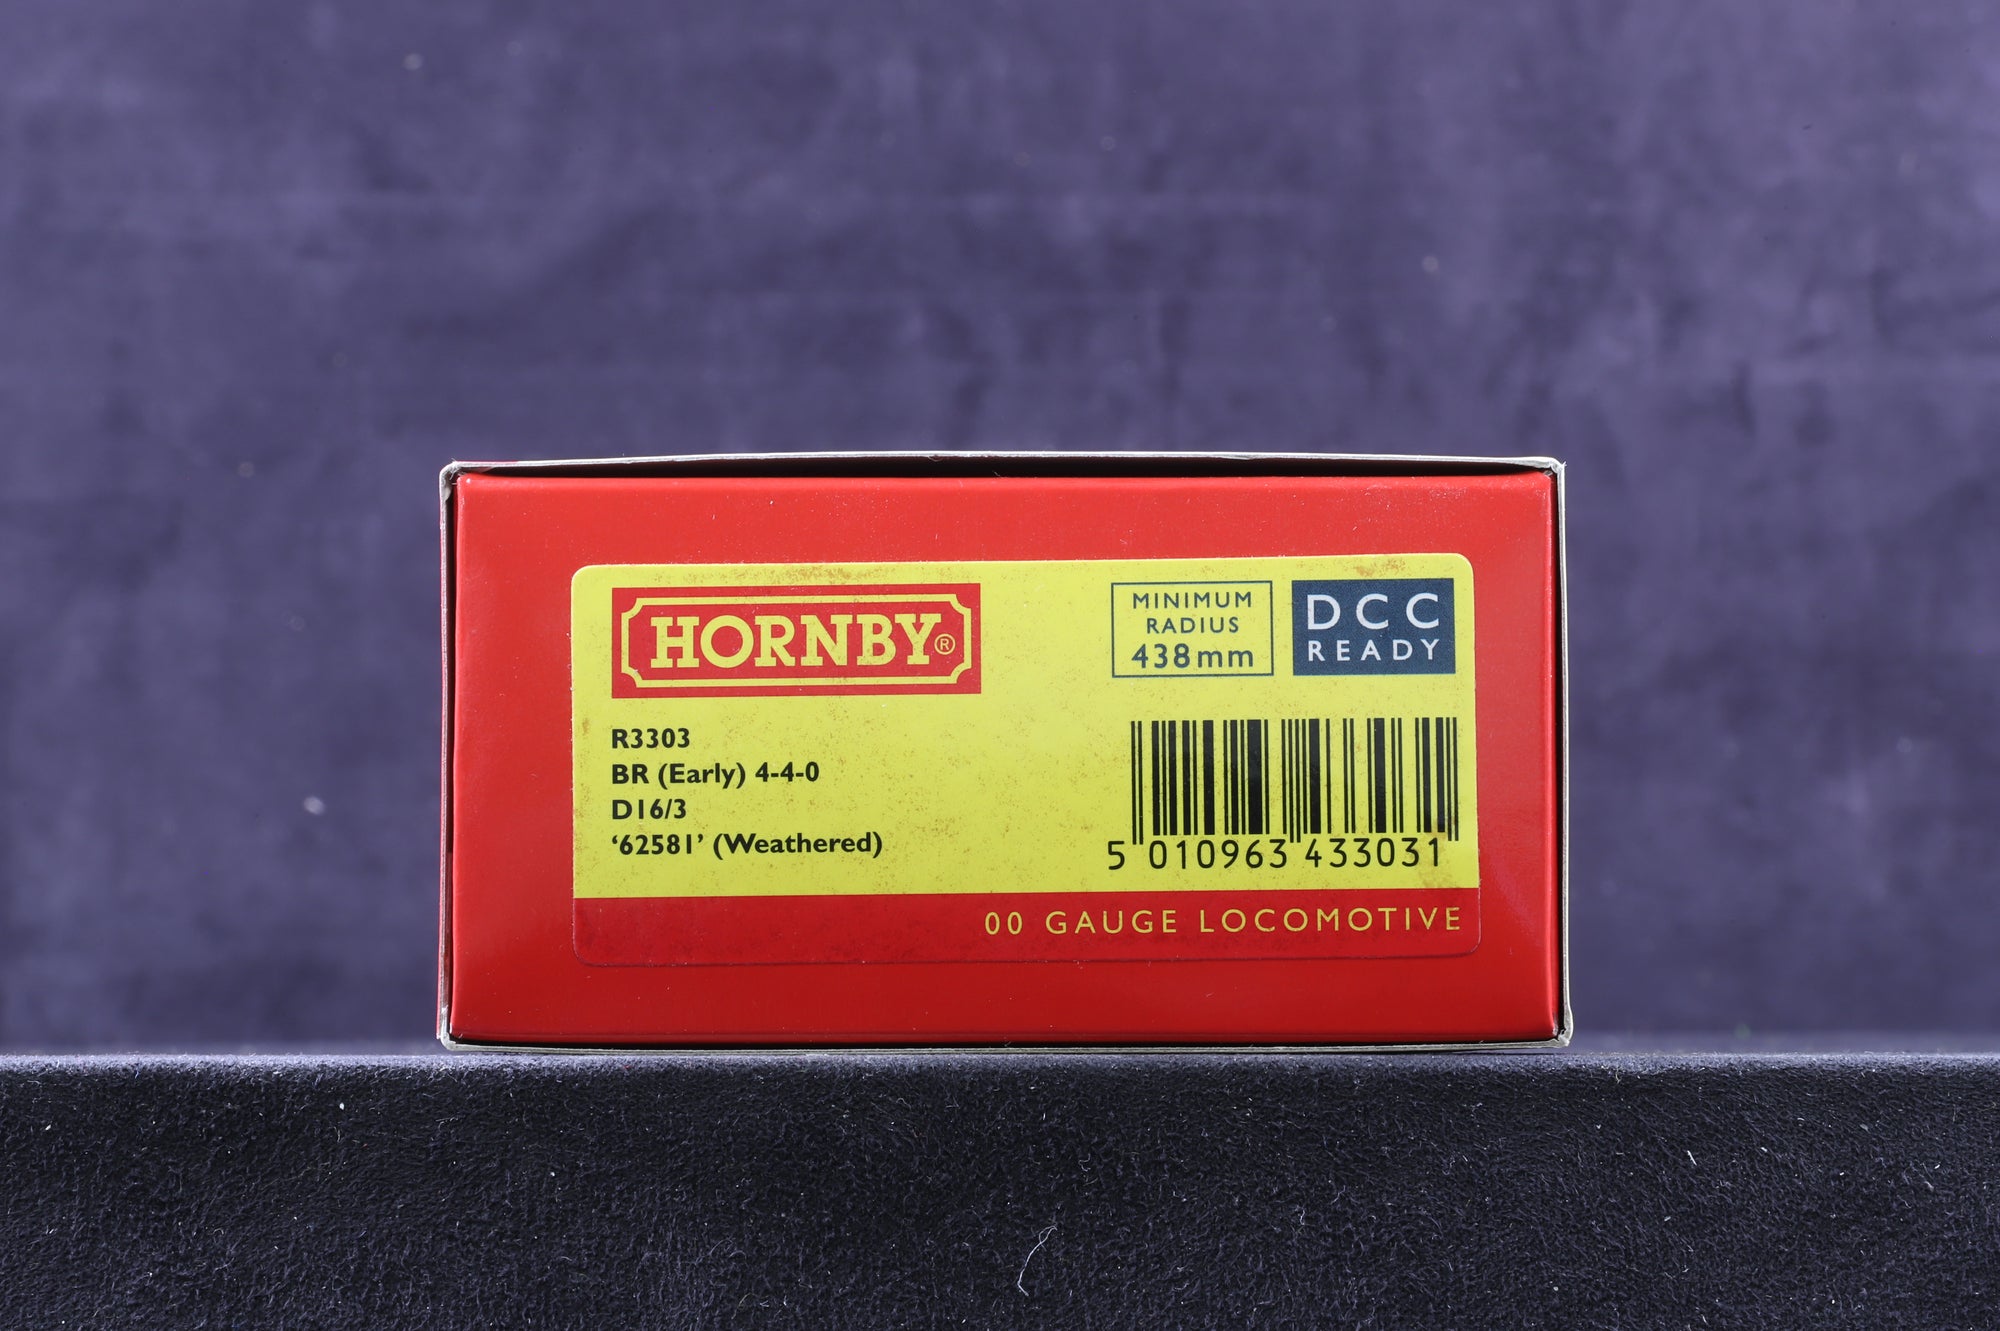 HORNBY®
MINIMUM
RADIUS
438mm
DCC
READY
R3303
BR (Early) 4-4-0
D16/3
‘62581’ (Weathered)
5 010963 433031
00 GAUGE LOCOMOTIVE